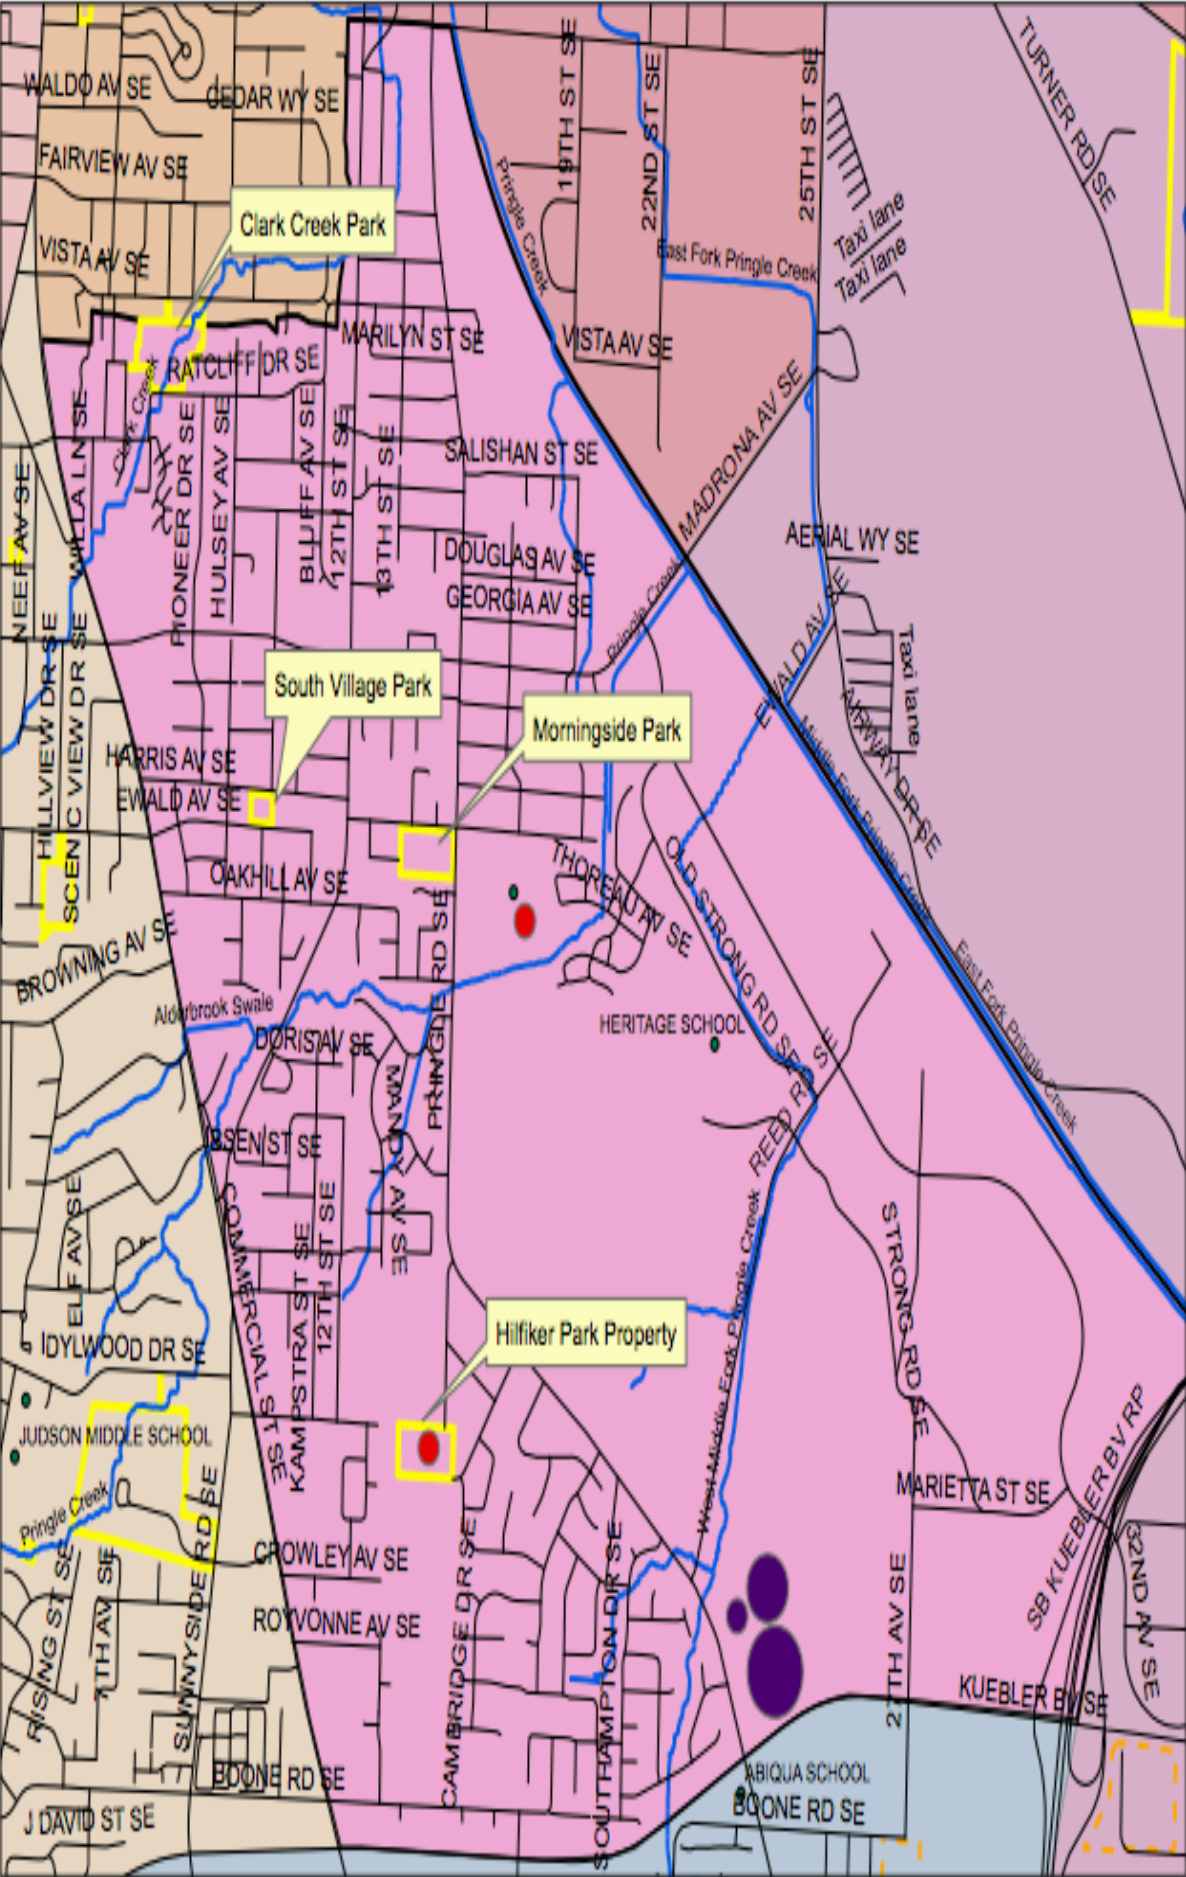 WALDO AV SE
CEDAR WY SE
19TH ST SE
22ND ST SE
25TH ST SE
TURNER RD SE
FAIRVIEW AV SE
Pringle Creek
Clark Creek Park
Taxi lane
Taxi lane
VISTA AV SE
East Fork Pringle Creek
MARILYN ST SE
VISTA AV SE
RATCLIFF DR SE
Clark Creek
MADRONA AV SE
NEEF AV SE
WILLA LN SE
PIONEER DR SE
HULSEY AV SE
BLUFF AV SE
12TH ST SE
13TH ST SE
SALISHAN ST SE
DOUGLAS AV SE
AERIAL WY SE
GEORGIA AV SE
Pringle Creek
EWALD AV SE
Taxi lane
HILLVIEW DR SE
SCENIC VIEW DR SE
South Village Park
Morningside Park
AIRWAY DR SE
Middle Fork Pringle Creek
HARRIS AV SE
EWALD AV SE
OAKHILL AV SE
THOREAU AV SE
OLD STRONG RD SE
BROWNING AV SE
PRINGLE RD SE
East Fork Pringle Creek
Alderbrook Swale
DORIS AV SE
HERITAGE SCHOOL
MANDY AV SE
REED RD SE
IBSEN ST SE
ELF AV SE
COMMERCIAL ST SE
KAMPSTRA ST SE
12TH ST SE
West Middle Fork Pringle Creek
STRONG RD SE
IDYLWOOD DR SE
Hilfiker Park Property
JUDSON MIDDLE SCHOOL
Pringle Creek
MARIETTA ST SE
SB KUEBLER BV RP
RISING ST SE
7TH AV SE
SUNNYSIDE RD SE
CROWLEY AV SE
ROYVONNE AV SE
CAMBRIDGE DR SE
SOUTHAMPTON DR SE
27TH AV SE
32ND AV SE
KUEBLER BV SE
BOONE RD SE
ABIQUA SCHOOL
BOONE RD SE
J DAVID ST SE